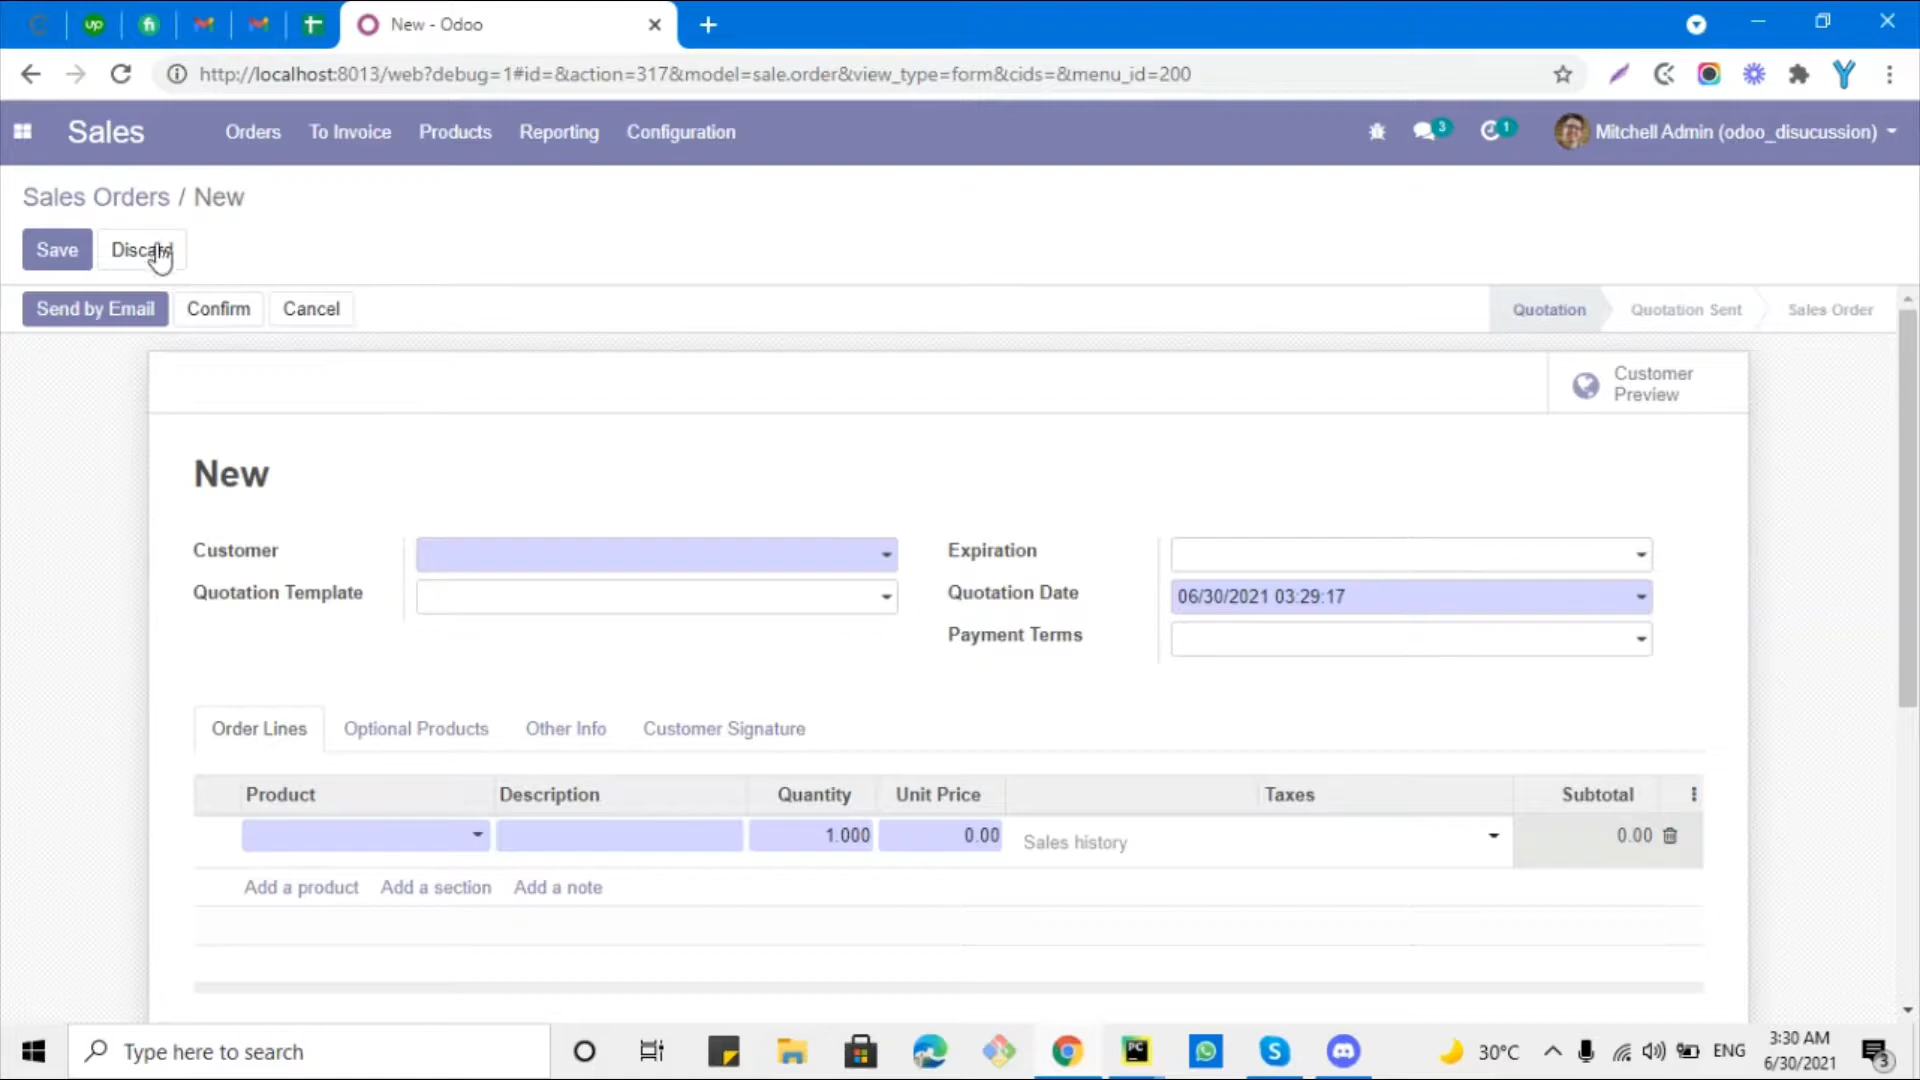 up
fi
New - Odoo
http://localhost:8013/web?debug=1#id=&action=317&model=sale.order&view_type=form&cids=&menu_id=200
Sales
Orders
To Invoice
Products
Reporting
Configuration
3
1
Mitchell Admin (odoo_disucussion)
Sales Orders / New
Save
Discard
Send by Email
Confirm
Cancel
Quotation
Quotation Sent
Sales Order
Customer
Preview
New
Customer
Expiration
Quotation Template
Quotation Date
06/30/2021 03:29:17
Payment Terms
Order Lines
Optional Products
Other Info
Customer Signature
Product
Description
Quantity
Unit Price
Taxes
Subtotal
1.000
0.00
Sales history
0.00
Add a product
Add a section
Add a note
Type here to search
PC
30°C
ENG
3:30 AM
6/30/2021
3